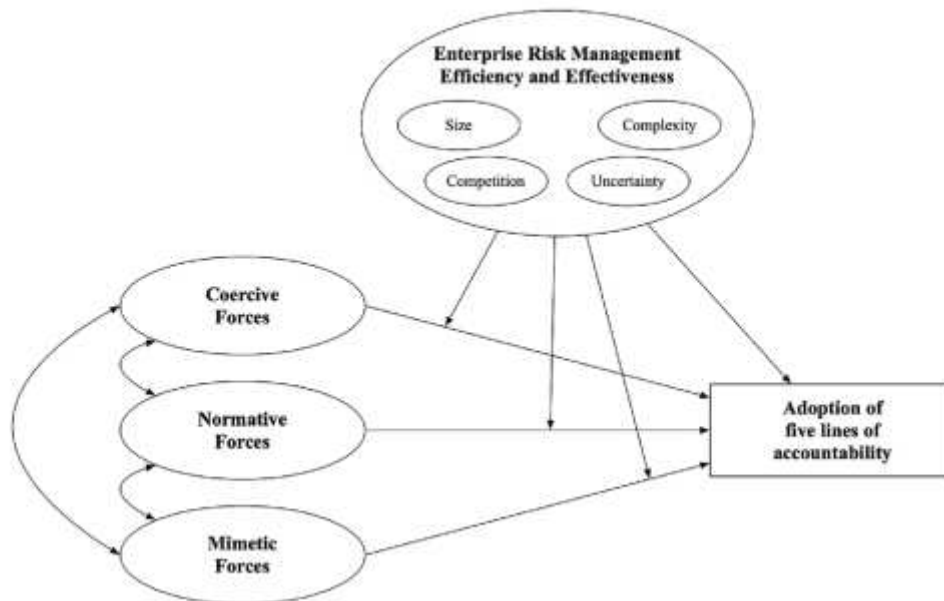 Enterprise Risk Management
Efficiency and Effectiveness
Size
Complexity
Competition
Uncertainty
Coercive
Forces
Normative
Forces
Mimetic
Forces
Adoption of
five lines of
accountability